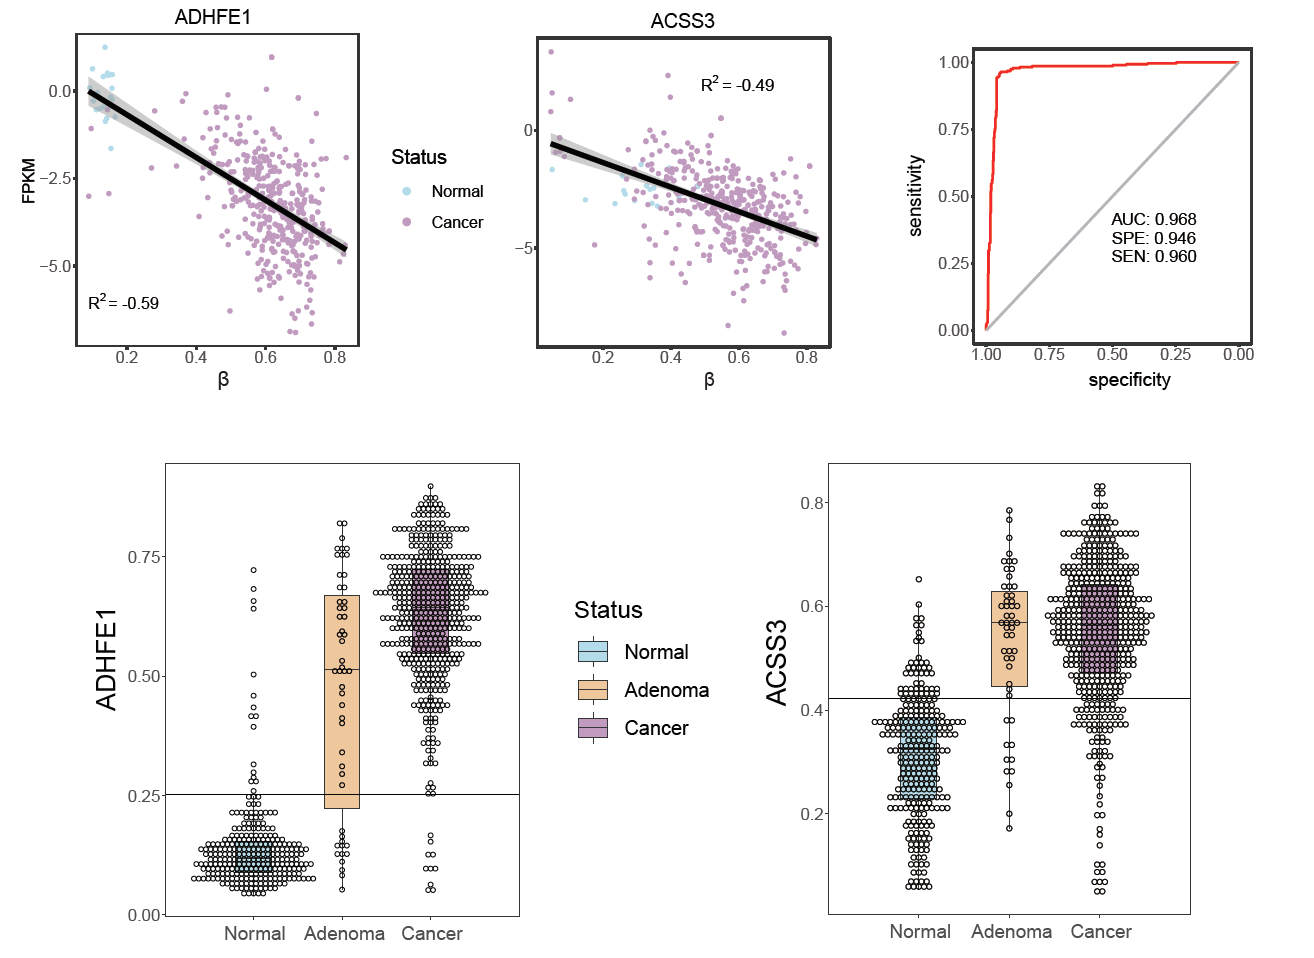 ADHFE1
FPKM
0.0
−2.5
−5.0
R2= -0.59
0.2 0.4 0.6 0.8
β
Status
Normal
Cancer
ACSS3
0
−5
R2= -0.49
0.2 0.4 0.6 0.8
β
sensitivity
1.00
0.75
0.50
0.25
0.00
AUC: 0.968
SPE: 0.946
SEN: 0.960
1.00 0.75 0.50 0.25 0.00
specificity
ADHFE1
0.75
0.50
0.25
0.00
Normal Adenoma Cancer
Status
Normal
Adenoma
Cancer
ACSS3
0.8
0.6
0.4
0.2
Normal Adenoma Cancer